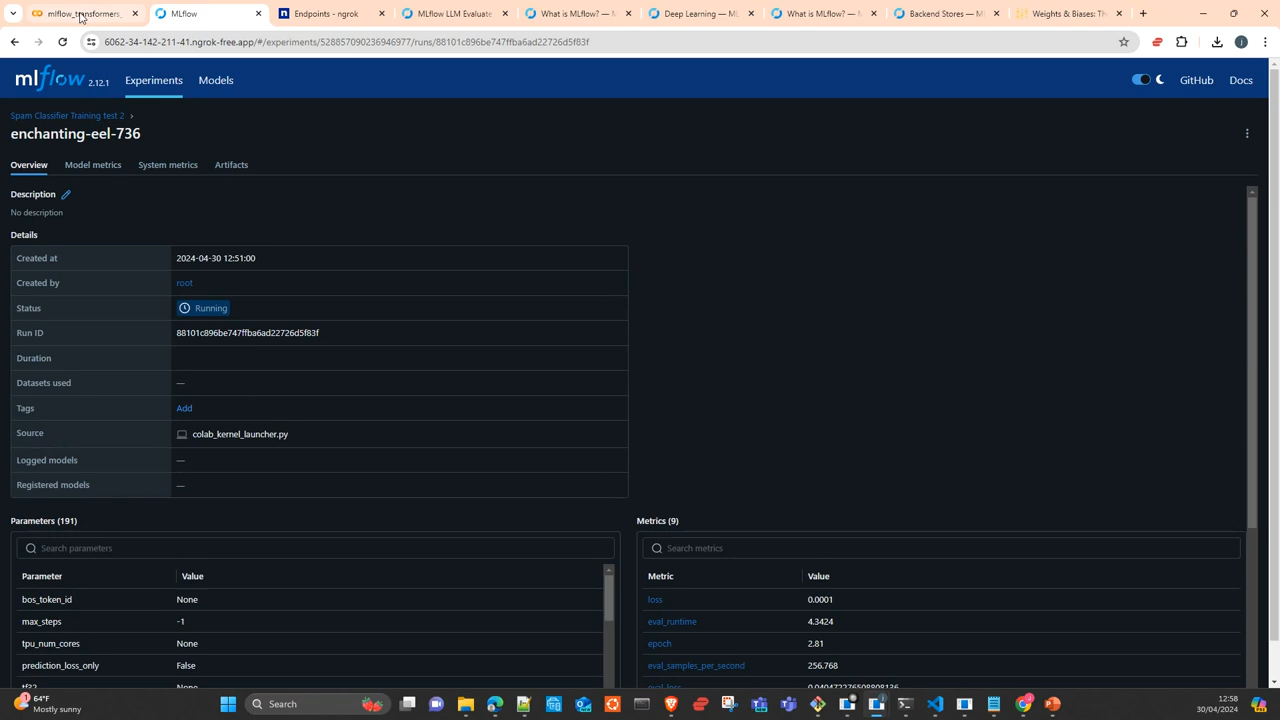 mlflow_transformers_
MLflow
Endpoints - ngrok
MLflow LLM Evaluate
What is MLflow? — M
Deep Learning — ML
What is MLflow? — M
Backend Stores — M
Weights & Biases: Th
6062-34-142-211-41.ngrok-free.app/#/experiments/528857090236946977/runs/88101c896be747ffba6ad22726d5f83f
mlflow 2.12.1
Experiments
Models
GitHub
Docs
Spam Classifier Training test 2 ›
enchanting-eel-736
Overview
Model metrics
System metrics
Artifacts
Description
No description
Details
Created at 2024-04-30 12:51:00
Created by root
Status Running
Run ID 88101c896be747ffba6ad22726d5f83f
Duration
Datasets used —
Tags Add
Source colab_kernel_launcher.py
Logged models —
Registered models —
Parameters (191)
Search parameters
Parameter Value
bos_token_id None
max_steps -1
tpu_num_cores None
prediction_loss_only False
tf32 None
Metrics (9)
Search metrics
Metric Value
loss 0.0001
eval_runtime 4.3424
epoch 2.81
eval_samples_per_second 256.768
1
64°F
Mostly sunny
Search
12:58
30/04/2024